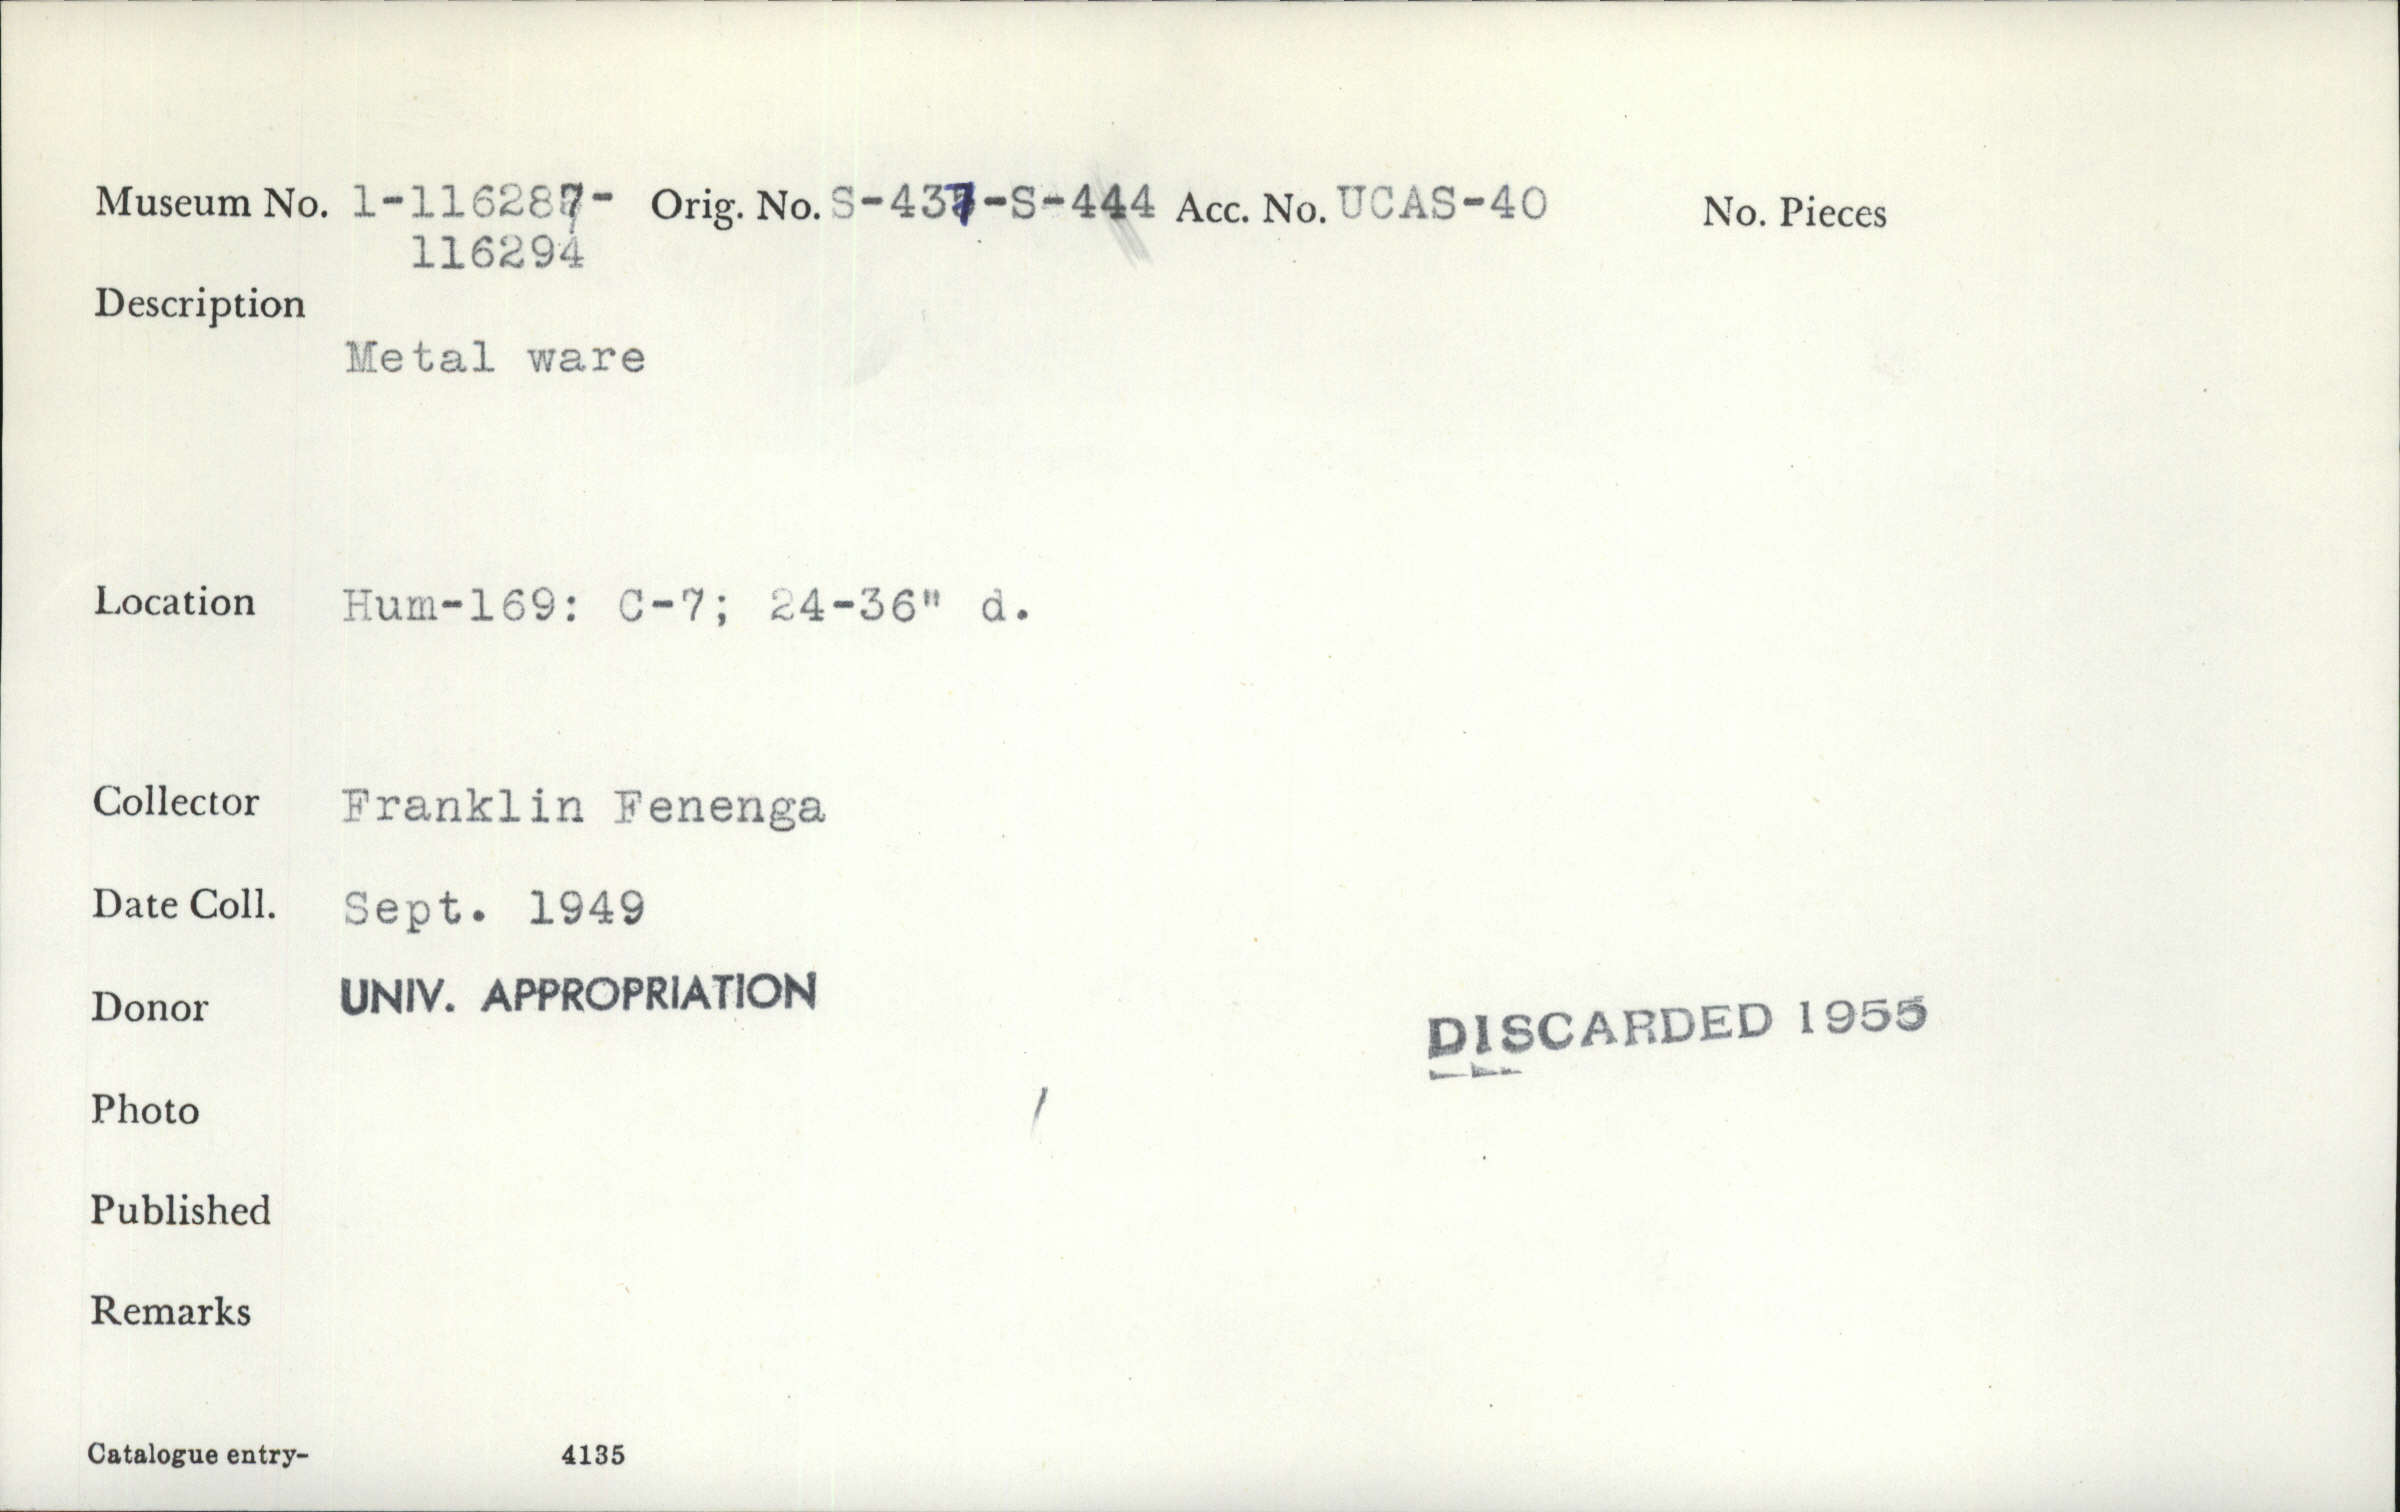 Museum No. 1-116287- Orig. No. S-437-S-444 Acc. No. UCAS-40 No. Pieces
116294
Description
Metal ware
Location Hum-169: C-7; 24-36" d.
Collector Franklin Fenenga
Date Coll. Sept. 1949
Donor UNIV. APPROPRIATION
DISCARDED 1955
Photo
Published
Remarks
Catalogue entry- 4135